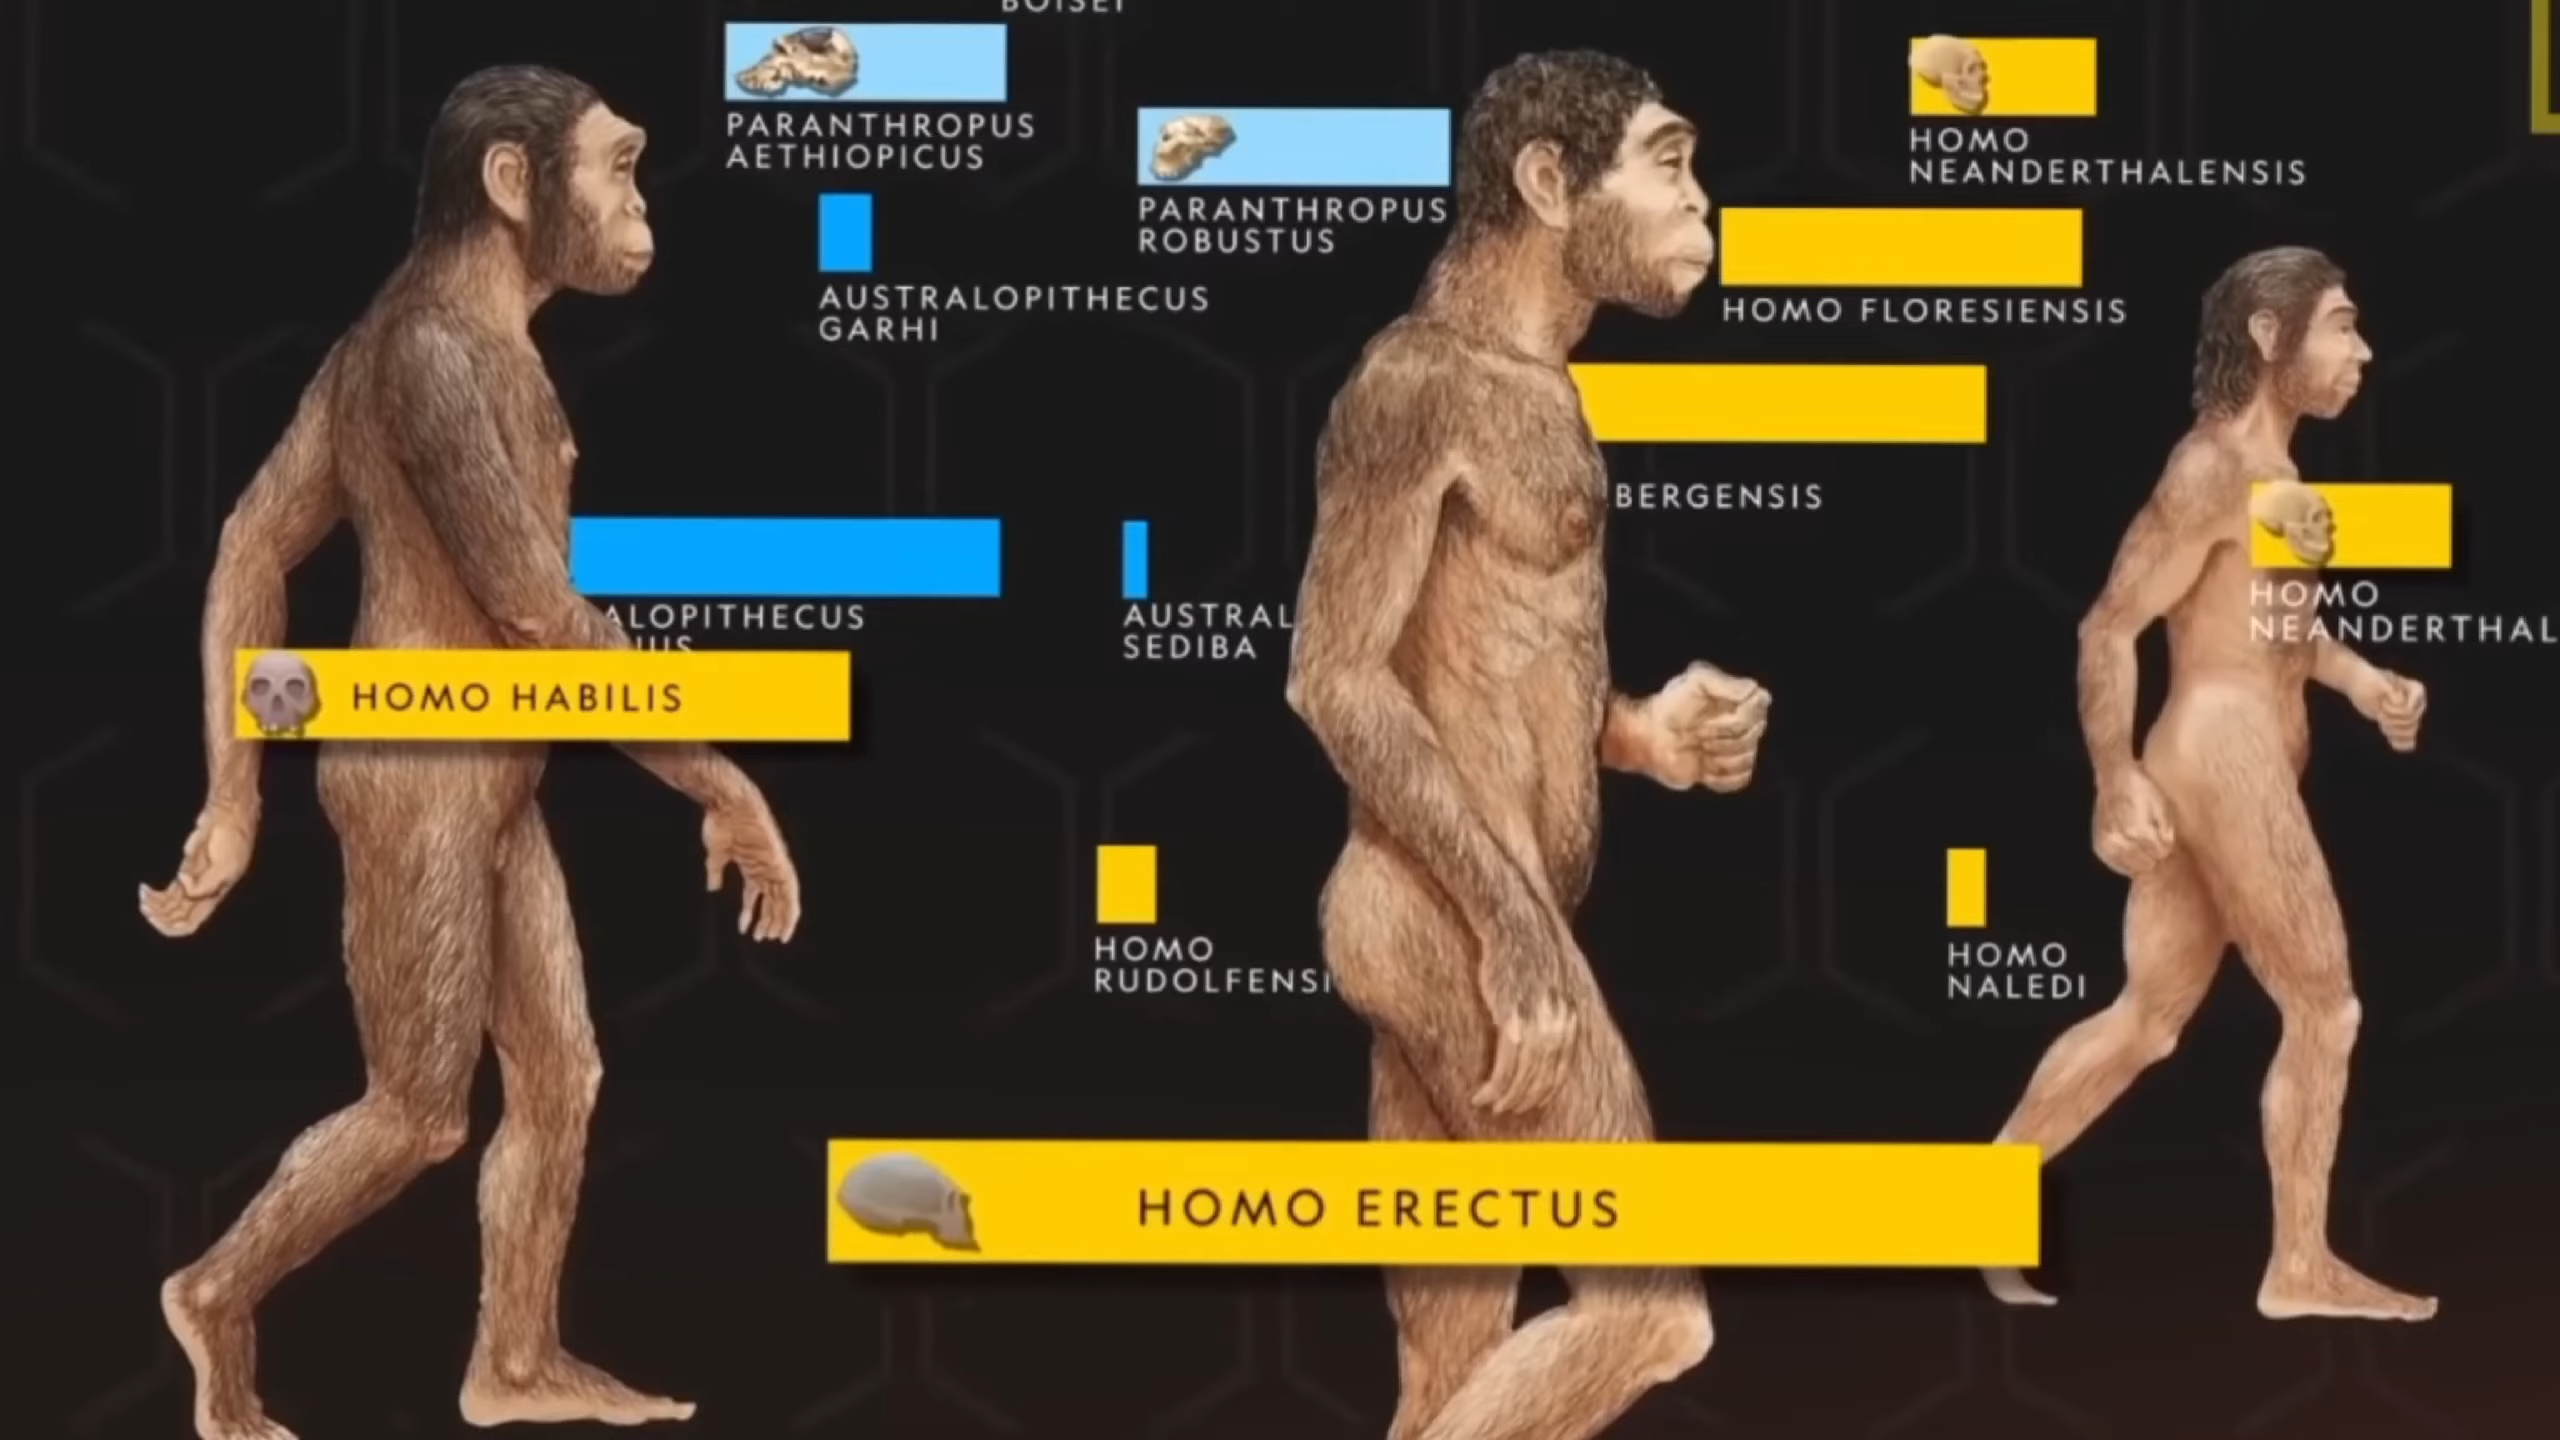 BOISEI
PARANTHROPUS
AETHIOPICUS
PARANTHROPUS
ROBUSTUS
HOMO
NEANDERTHALENSIS
AUSTRALOPITHECUS
GARHI
HOMO FLORESIENSIS
BERGENSIS
ALOPITHECUS
AUSTRAL
SEDIBA
HOMO
NEANDERTHAL
HOMO HABILIS
HOMO
RUDOLFENSI
HOMO
NALEDI
HOMO ERECTUS